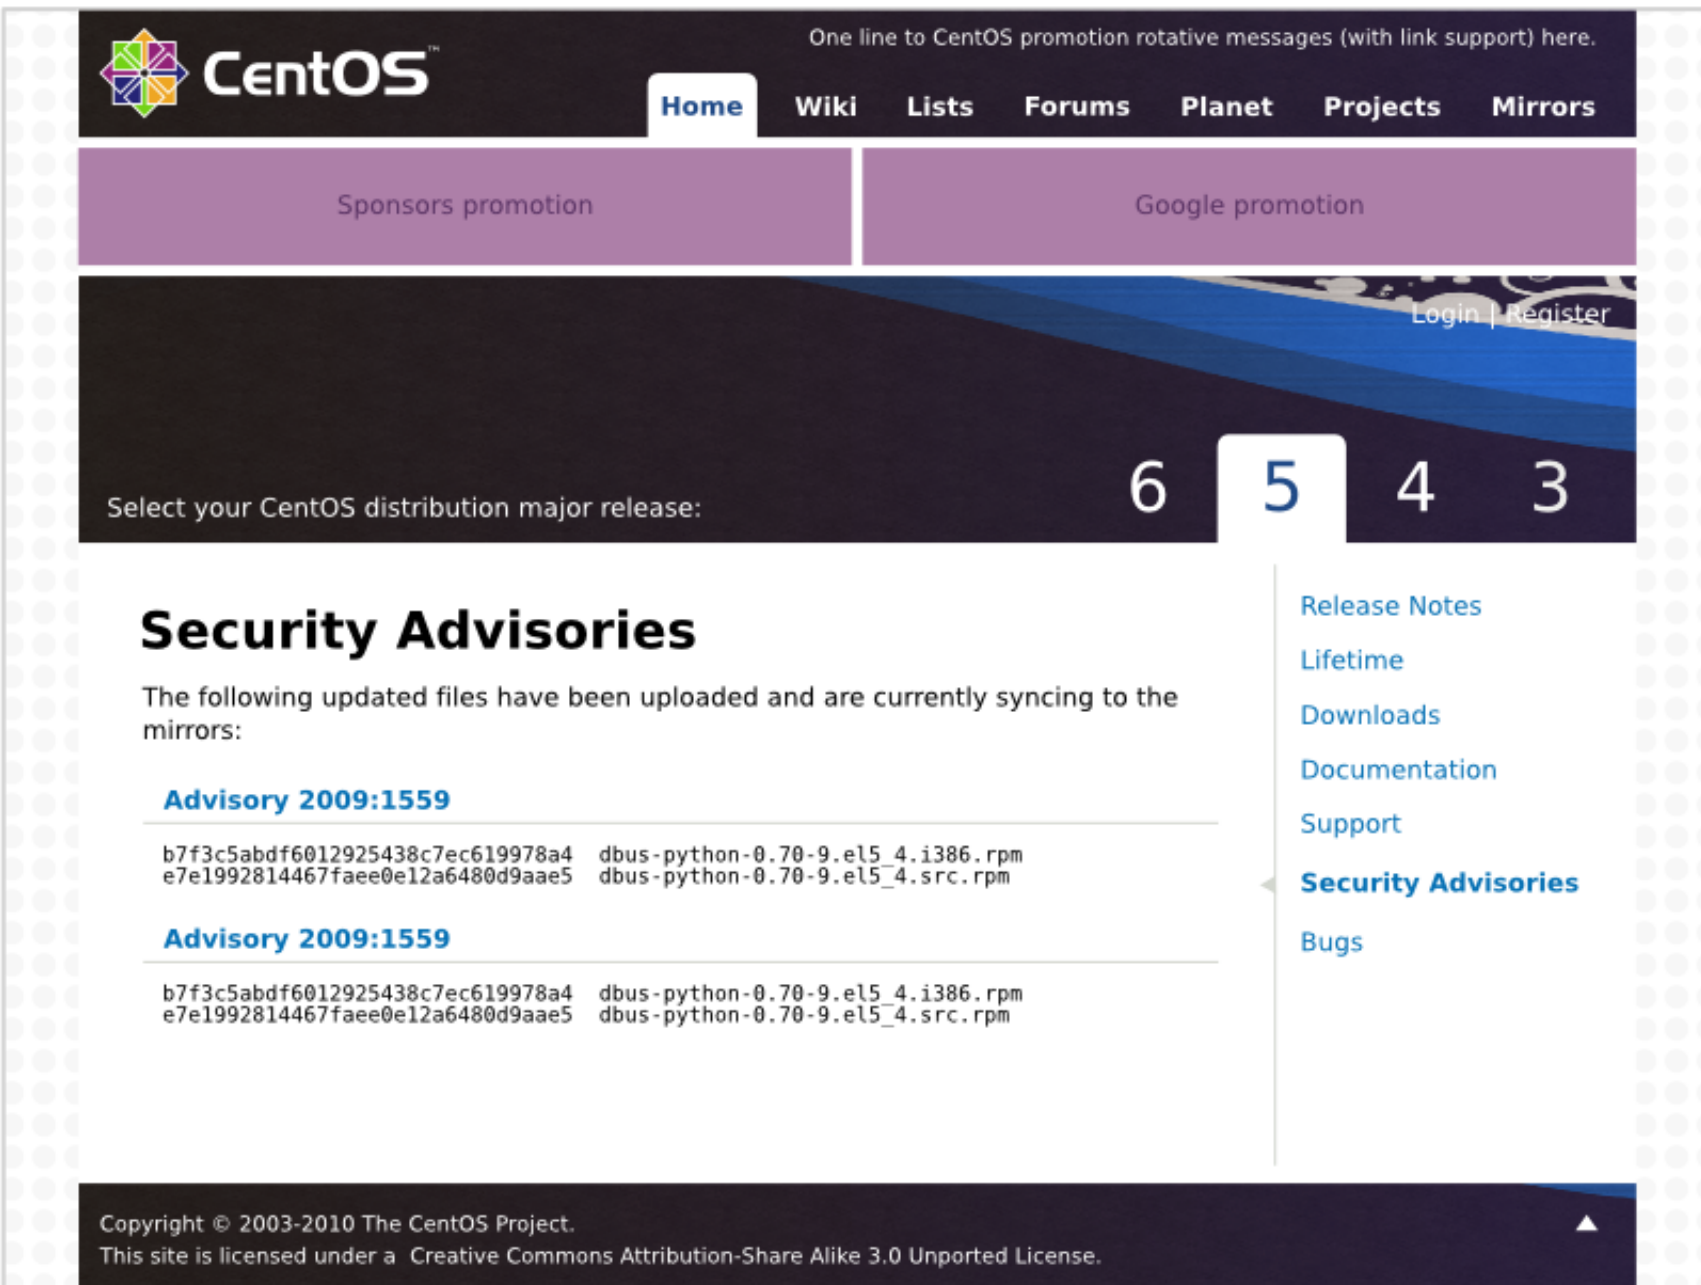 CentOS™
One line to CentOS promotion rotative messages (with link support) here.
Home Wiki Lists Forums Planet Projects Mirrors
Sponsors promotion
Google promotion
Login | Register
Select your CentOS distribution major release:
6 5 4 3
Security Advisories
The following updated files have been uploaded and are currently syncing to the
mirrors:
Advisory 2009:1559
b7f3c5abdf6012925438c7ec619978a4 dbus-python-0.70-9.el5_4.i386.rpm
e7e1992814467faee0e12a6480d9aae5 dbus-python-0.70-9.el5_4.src.rpm
Advisory 2009:1559
b7f3c5abdf6012925438c7ec619978a4 dbus-python-0.70-9.el5_4.i386.rpm
e7e1992814467faee0e12a6480d9aae5 dbus-python-0.70-9.el5_4.src.rpm
Release Notes
Lifetime
Downloads
Documentation
Support
Security Advisories
Bugs
Copyright © 2003-2010 The CentOS Project.
This site is licensed under a Creative Commons Attribution-Share Alike 3.0 Unported License.